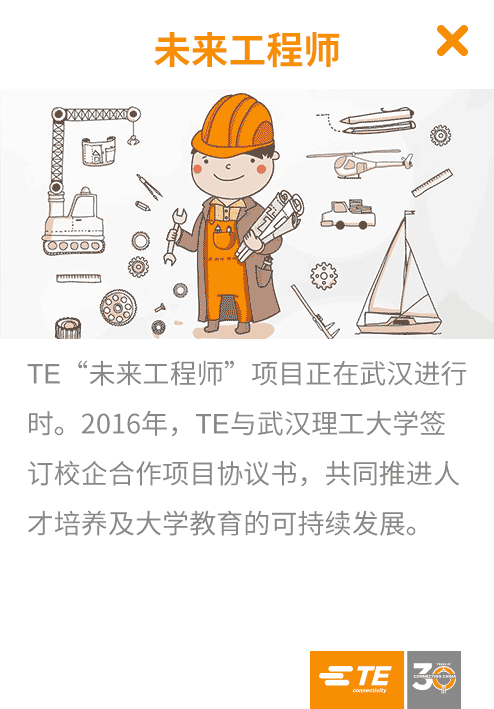 未来工程师
TE“未来工程师”项目正在武汉进行
时。2016年，TE与武汉理工大学签
订校企合作项目协议书，共同推进人
才培养及大学教育的可持续发展。
TE
connectivity
30
YEARS OF
CONNECTING CHINA